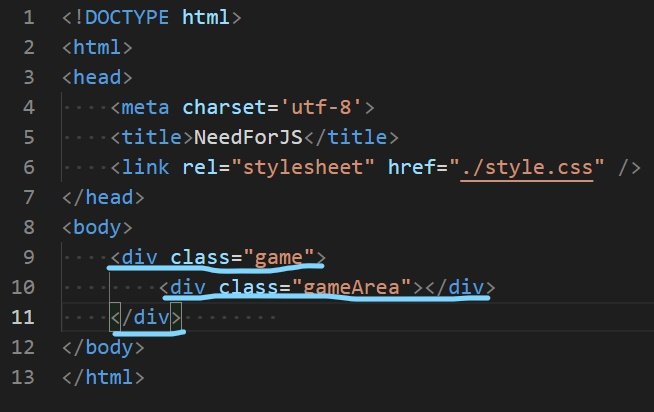 1 <!DOCTYPE html>
2 <html>
3 <head>
4     <meta charset='utf-8'>
5     <title>NeedForJS</title>
6     <link rel="stylesheet" href="./style.css" />
7 </head>
8 <body>
9     <div class="game">
10         <div class="gameArea"></div>
11     </div>
12 </body>
13 </html>